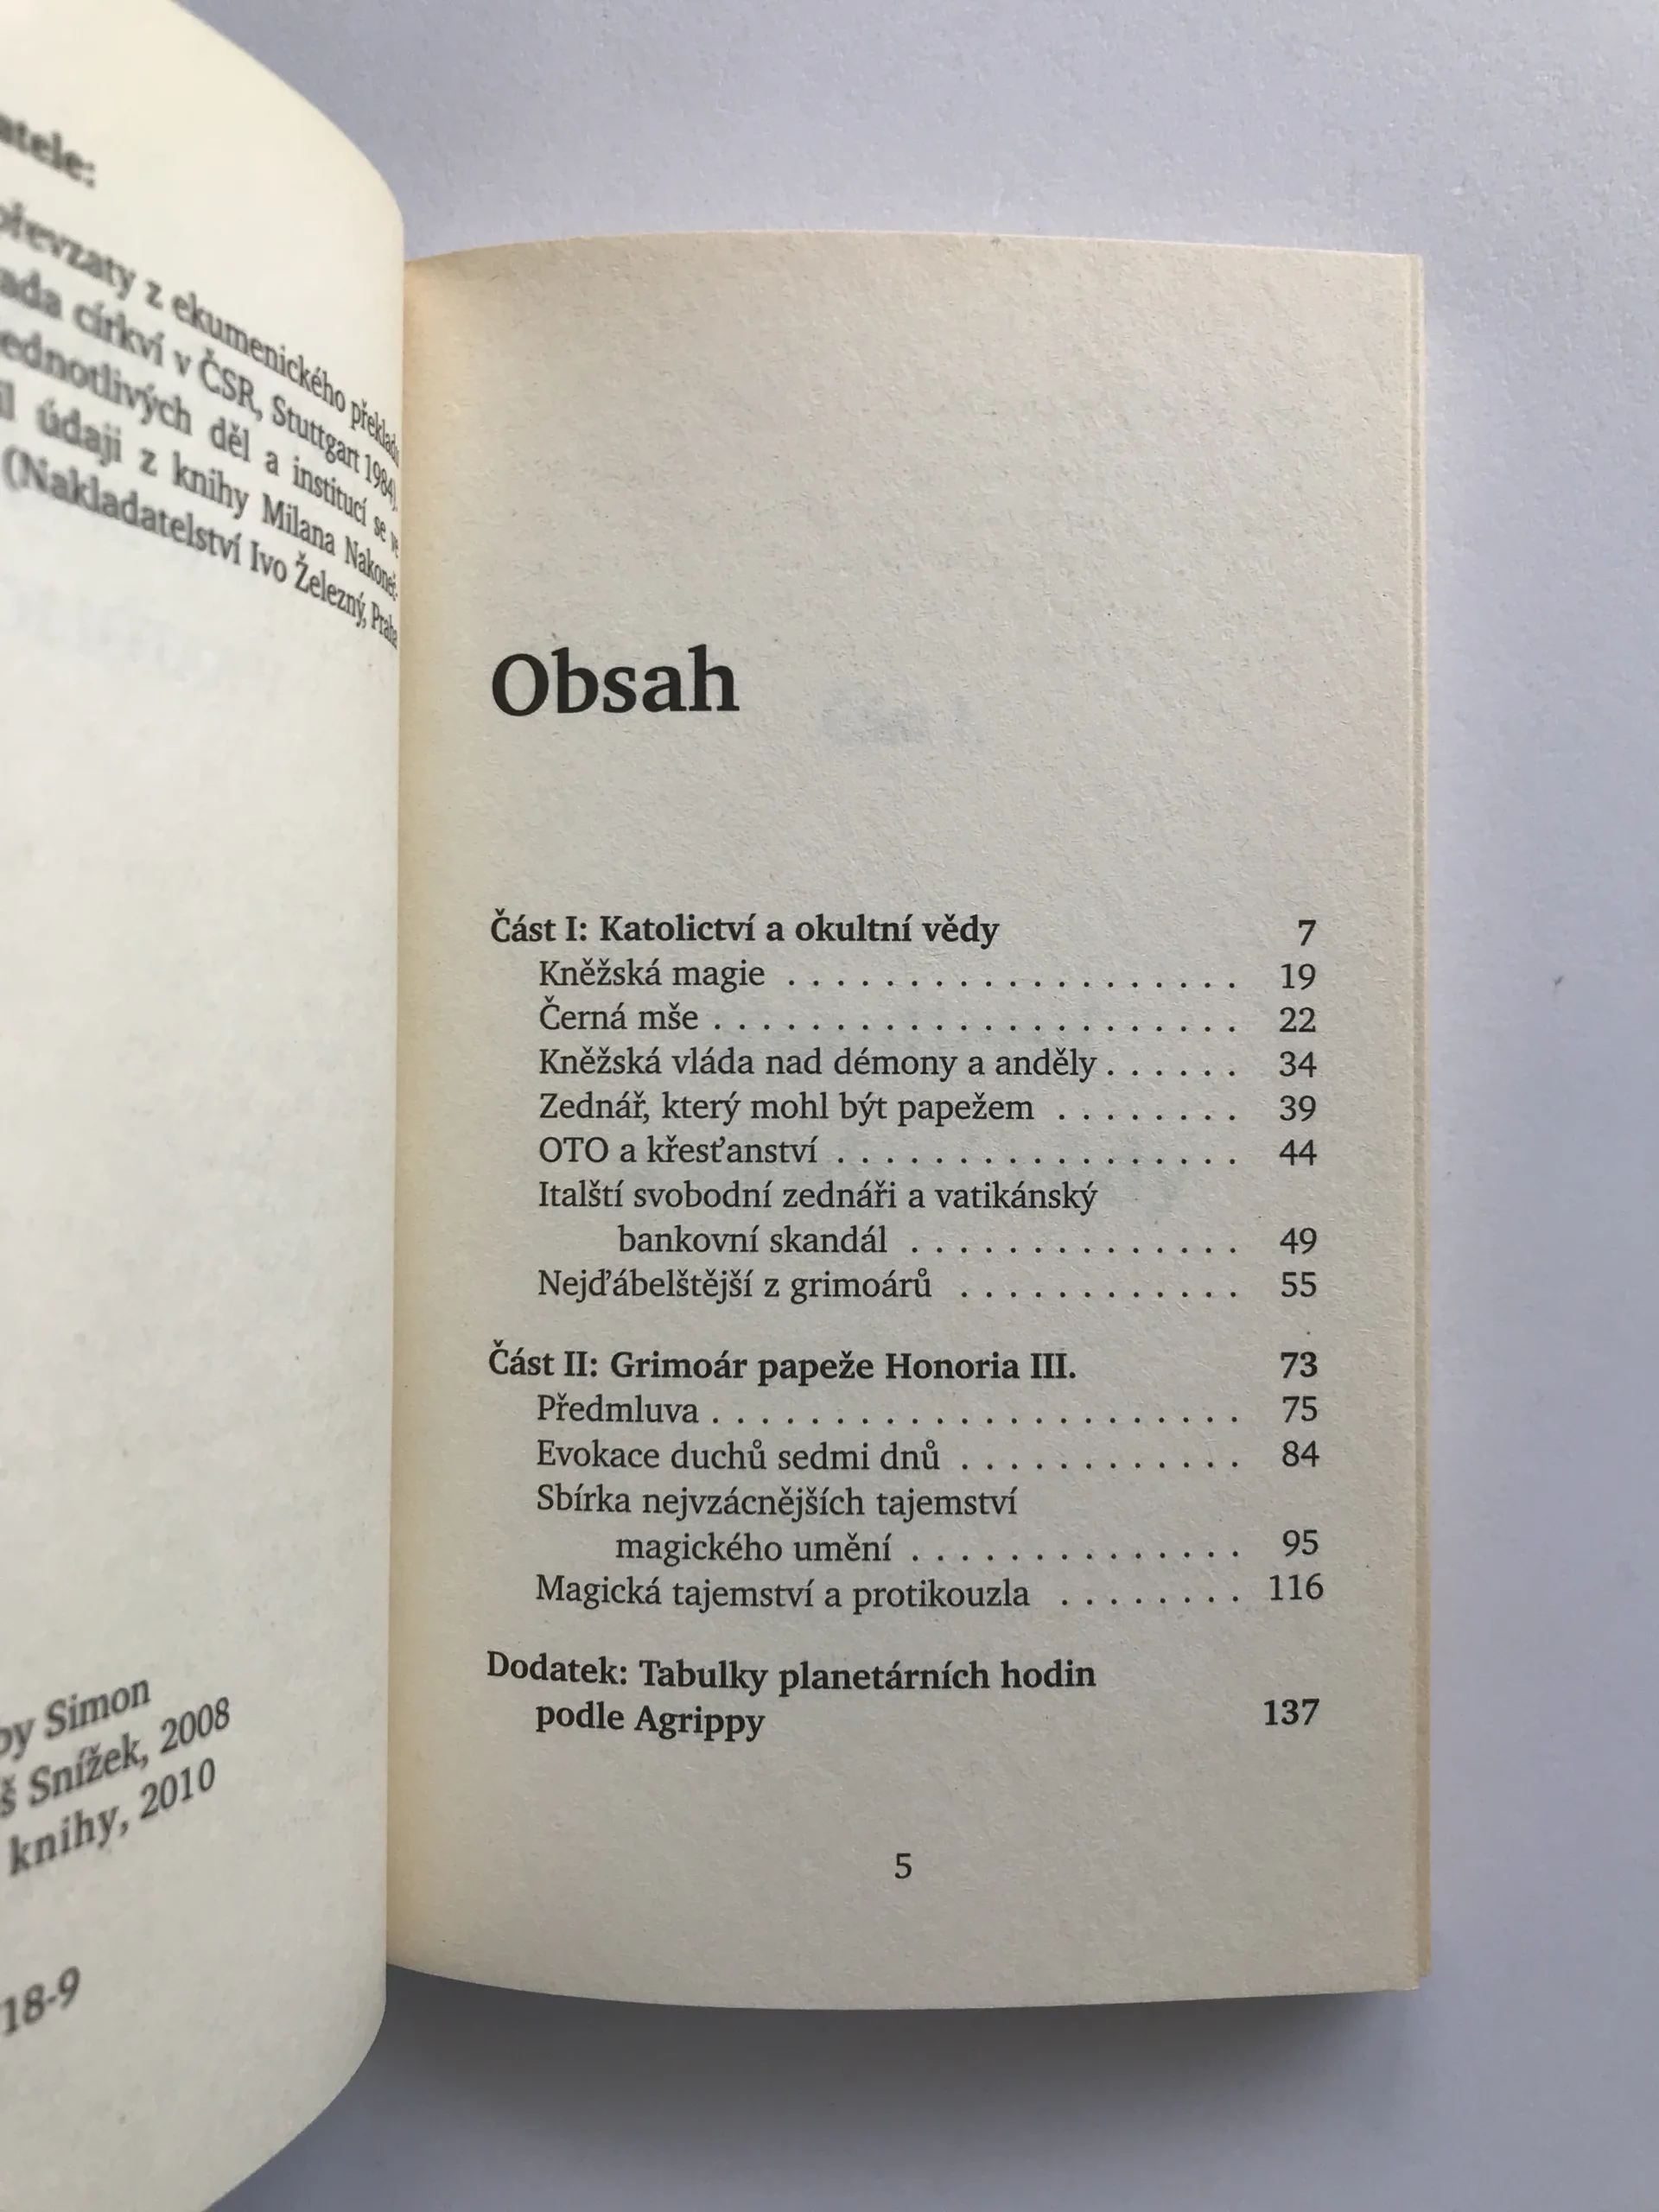 převzaty z ekumenického překladu
rada církví v ČSR, Stuttgart 1984).
jednotlivých děl a institucí se ve
údaji z knihy Milana Nakoneč-
(Nakladatelství Ivo Železný, Praha
by Simon
Snížek, 2008
knihy, 2010
18-9
Obsah
Část I: Katolictví a okultní vědy 7
Kněžská magie . . . . . . . . . . . . . . . . . . . 19
Černá mše . . . . . . . . . . . . . . . . . . . . . . 22
Kněžská vláda nad démony a anděly . . . . . . 34
Zednář, který mohl být papežem . . . . . . . . 39
OTO a křesťanství . . . . . . . . . . . . . . . . . 44
Italští svobodní zednáři a vatikánský
bankovní skandál . . . . . . . . . . . . . . 49
Nejďábelštější z grimoárů . . . . . . . . . . . . 55
Část II: Grimoár papeže Honoria III. 73
Předmluva . . . . . . . . . . . . . . . . . . . . . . 75
Evokace duchů sedmi dnů . . . . . . . . . . . . 84
Sbírka nejvzácnějších tajemství
magického umění . . . . . . . . . . . . . . 95
Magická tajemství a protikouzla . . . . . . . . 116
Dodatek: Tabulky planetárních hodin
podle Agrippy 137
5